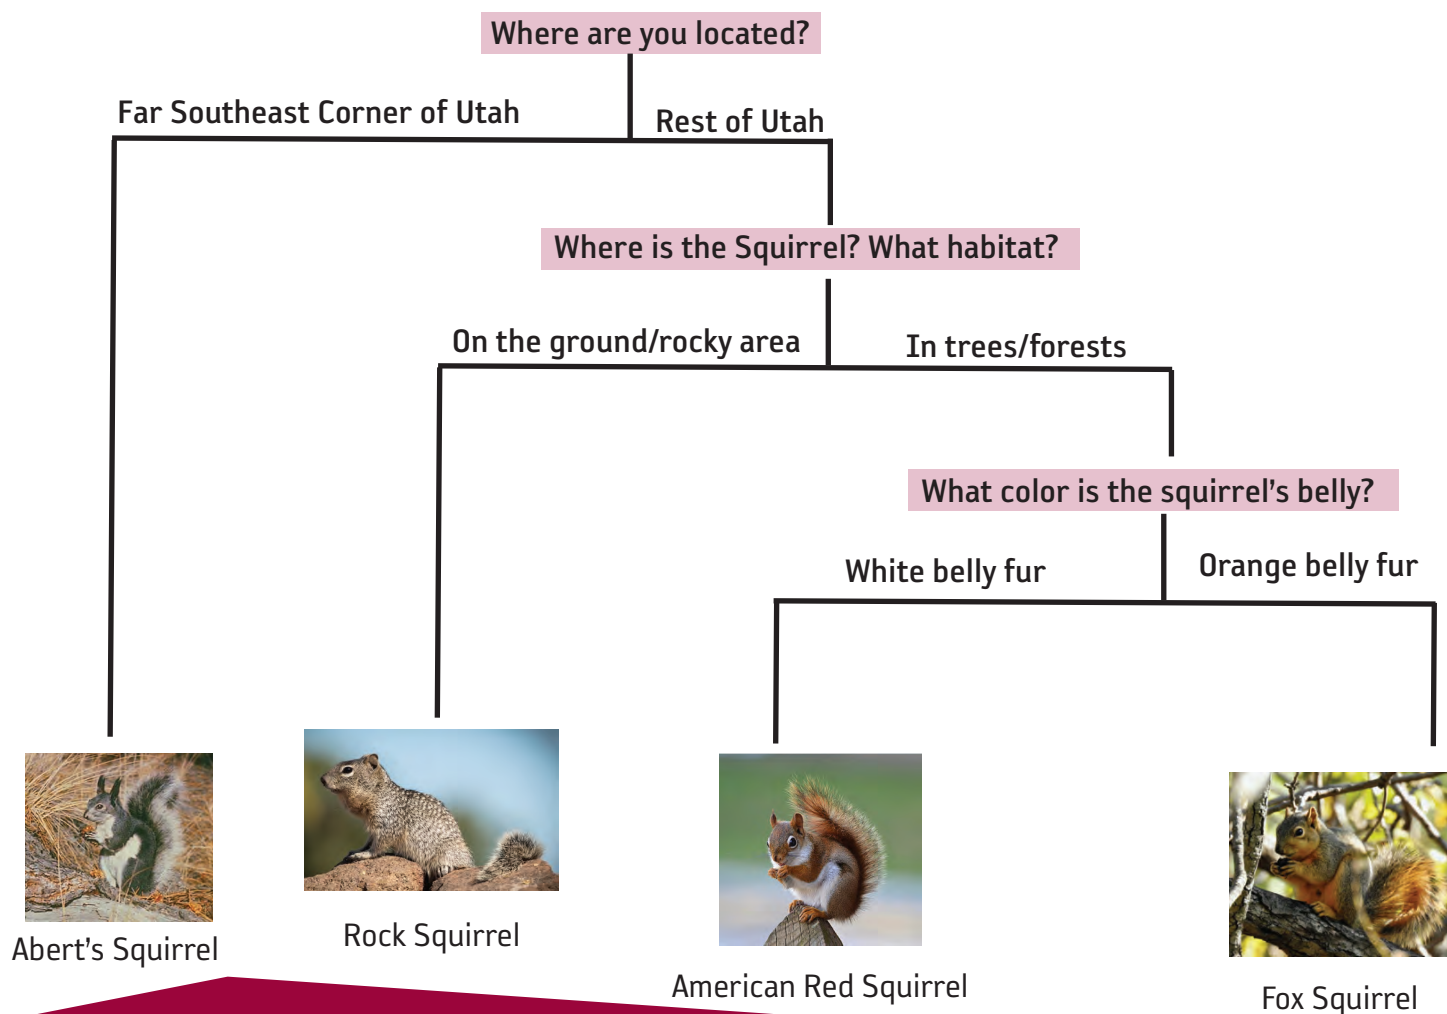 Where are you located?
Far Southeast Corner of Utah
Rest of Utah
Where is the Squirrel? What habitat?
On the ground/rocky area
In trees/forests
What color is the squirrel's belly?
White belly fur
Orange belly fur
Abert's Squirrel
Rock Squirrel
American Red Squirrel
Fox Squirrel